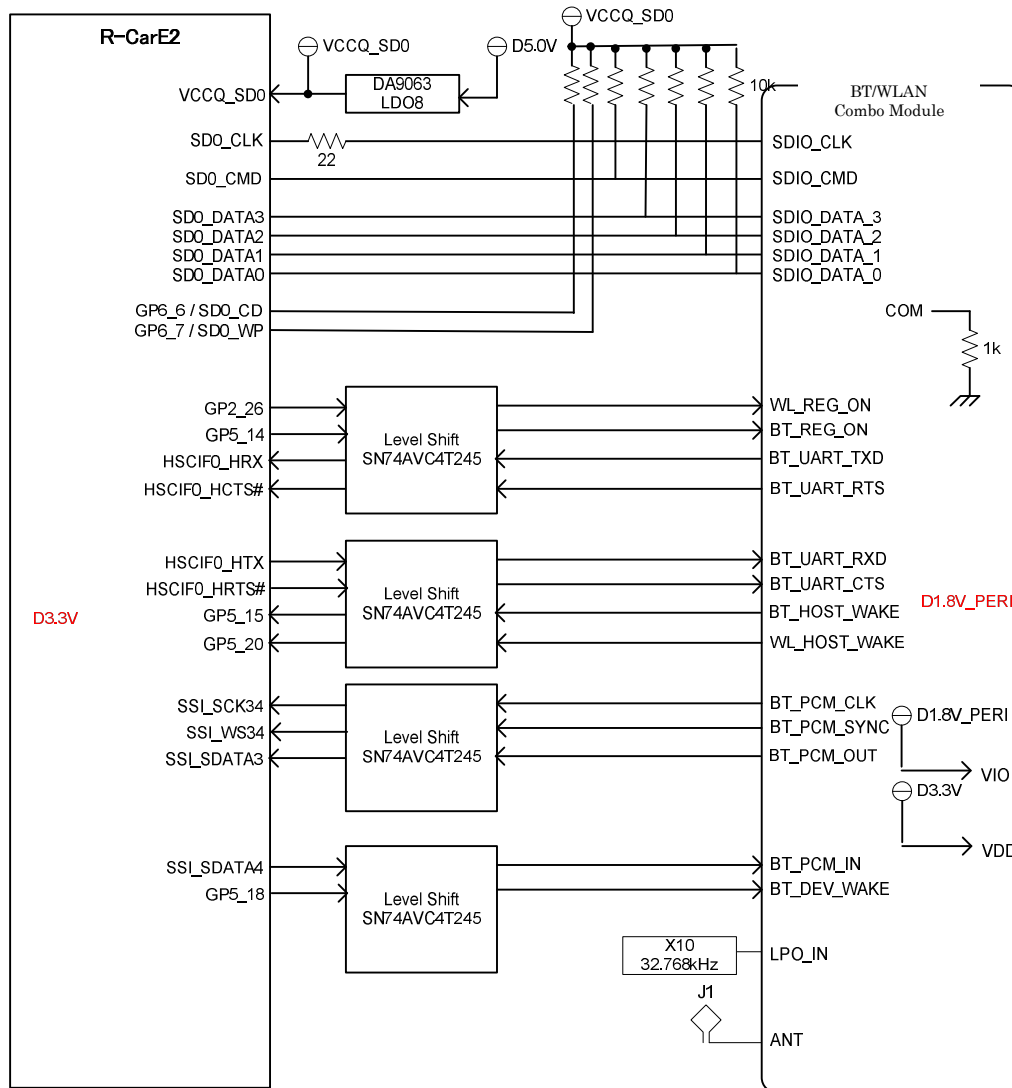 R-CarE2
VCCQ_SD0
VCCQ_SD0
D5.0V
VCCQ_SD0
DA9063
LDO8
10k
BT/WLAN
Combo Module
SD0_CLK
22
SDIO_CLK
SD0_CMD
SDIO_CMD
SD0_DATA3
SDIO_DATA_3
SD0_DATA2
SDIO_DATA_2
SD0_DATA1
SDIO_DATA_1
SD0_DATA0
SDIO_DATA_0
GP6_6 / SD0_CD
GP6_7 / SD0_WP
COM
1k
GP2_26
GP5_14
HSCIF0_HRX
HSCIF0_HCTS#
Level Shift
SN74AVC4T245
WL_REG_ON
BT_REG_ON
BT_UART_TXD
BT_UART_RTS
HSCIF0_HTX
HSCIF0_HRTS#
GP5_15
GP5_20
Level Shift
SN74AVC4T245
BT_UART_RXD
BT_UART_CTS
BT_HOST_WAKE
WL_HOST_WAKE
D3.3V
D1.8V_PERI
SSI_SCK34
SSI_WS34
SSI_SDATA3
Level Shift
SN74AVC4T245
BT_PCM_CLK
BT_PCM_SYNC
BT_PCM_OUT
D1.8V_PERI
VIO
D3.3V
VDD
SSI_SDATA4
GP5_18
Level Shift
SN74AVC4T245
BT_PCM_IN
BT_DEV_WAKE
X10
32.768kHz
LPO_IN
J1
ANT